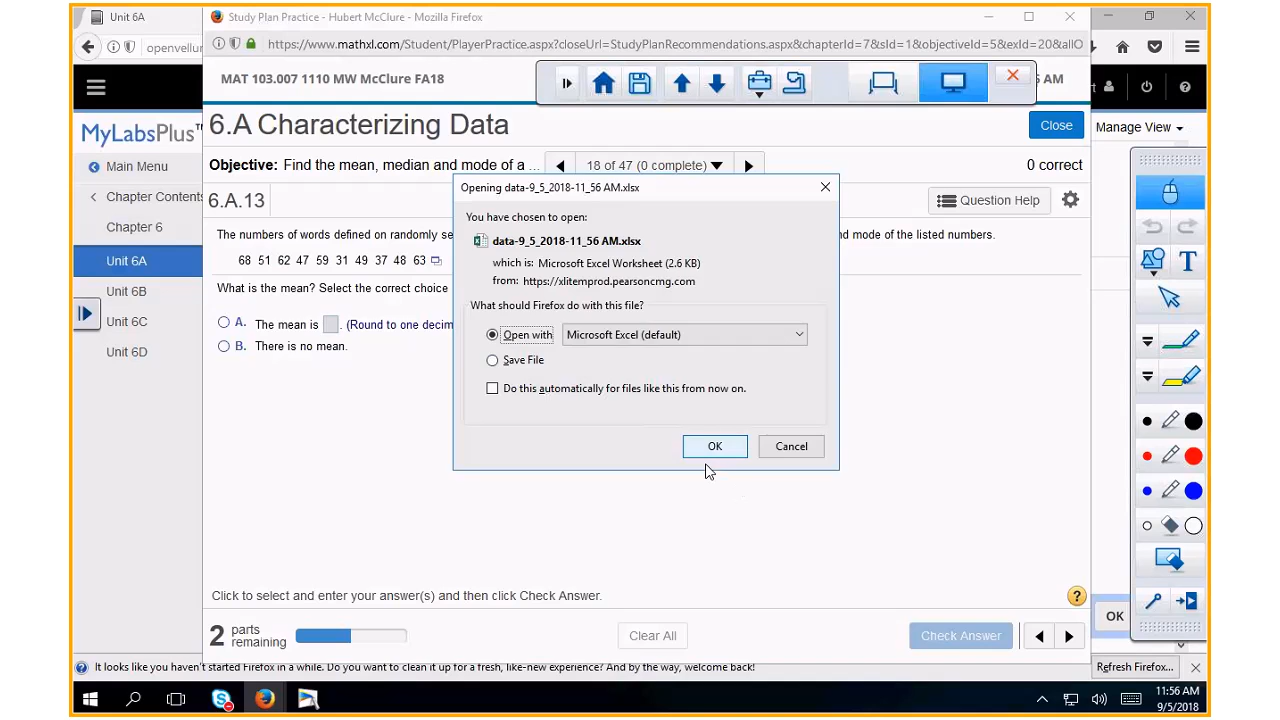 Unit 6A
Study Plan Practice - Hubert McClure - Mozilla Firefox
openvellum
https://www.mathxl.com/Student/PlayerPractice.aspx?closeUrl=StudyPlanRecommendations.aspx&chapterId=7&sId=1&objectiveId=5&exId=20&allO
MAT 103.007 1110 MW McClure FA18
AM
MyLabsPlus™
6.A Characterizing Data
Close
Manage View
Main Menu
Objective: Find the mean, median and mode of a ...
18 of 47 (0 complete)
0 correct
Chapter Contents
6.A.13
Question Help
Chapter 6
The numbers of words defined on randomly se
nd mode of the listed numbers.
Unit 6A
68 51 62 47 59 31 49 37 48 63
What is the mean? Select the correct choice
Unit 6B
Unit 6C
A. The mean is . (Round to one decim
Unit 6D
B. There is no mean.
Opening data-9_5_2018-11_56 AM.xlsx
You have chosen to open:
data-9_5_2018-11_56 AM.xlsx
which is: Microsoft Excel Worksheet (2.6 KB)
from: https://xlitemprod.pearsoncmg.com
What should Firefox do with this file?
Open with
Microsoft Excel (default)
Save File
Do this automatically for files like this from now on.
OK
Cancel
T
Click to select and enter your answer(s) and then click Check Answer.
?
2 parts remaining
Clear All
Check Answer
OK
It looks like you haven't started Firefox in a while. Do you want to clean it up for a fresh, like-new experience? And by the way, welcome back!
Refresh Firefox...
11:56 AM
9/5/2018